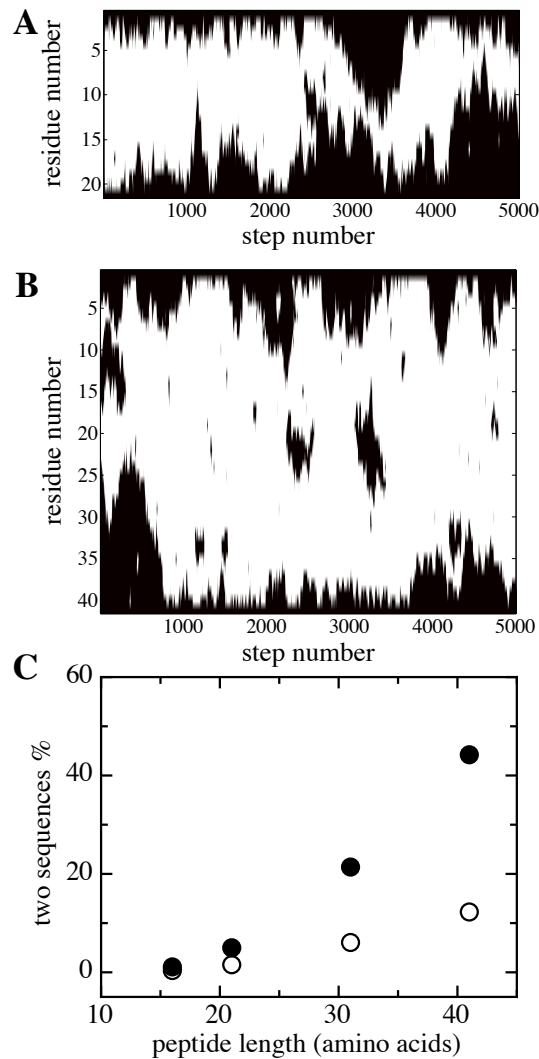 A
residue number
5
10
15
20
1000 2000 3000 4000 5000
step number
B
residue number
5
10
15
20
25
30
35
40
1000 2000 3000 4000 5000
step number
C
two sequences %
60
40
20
0
10 20 30 40
peptide length (amino acids)